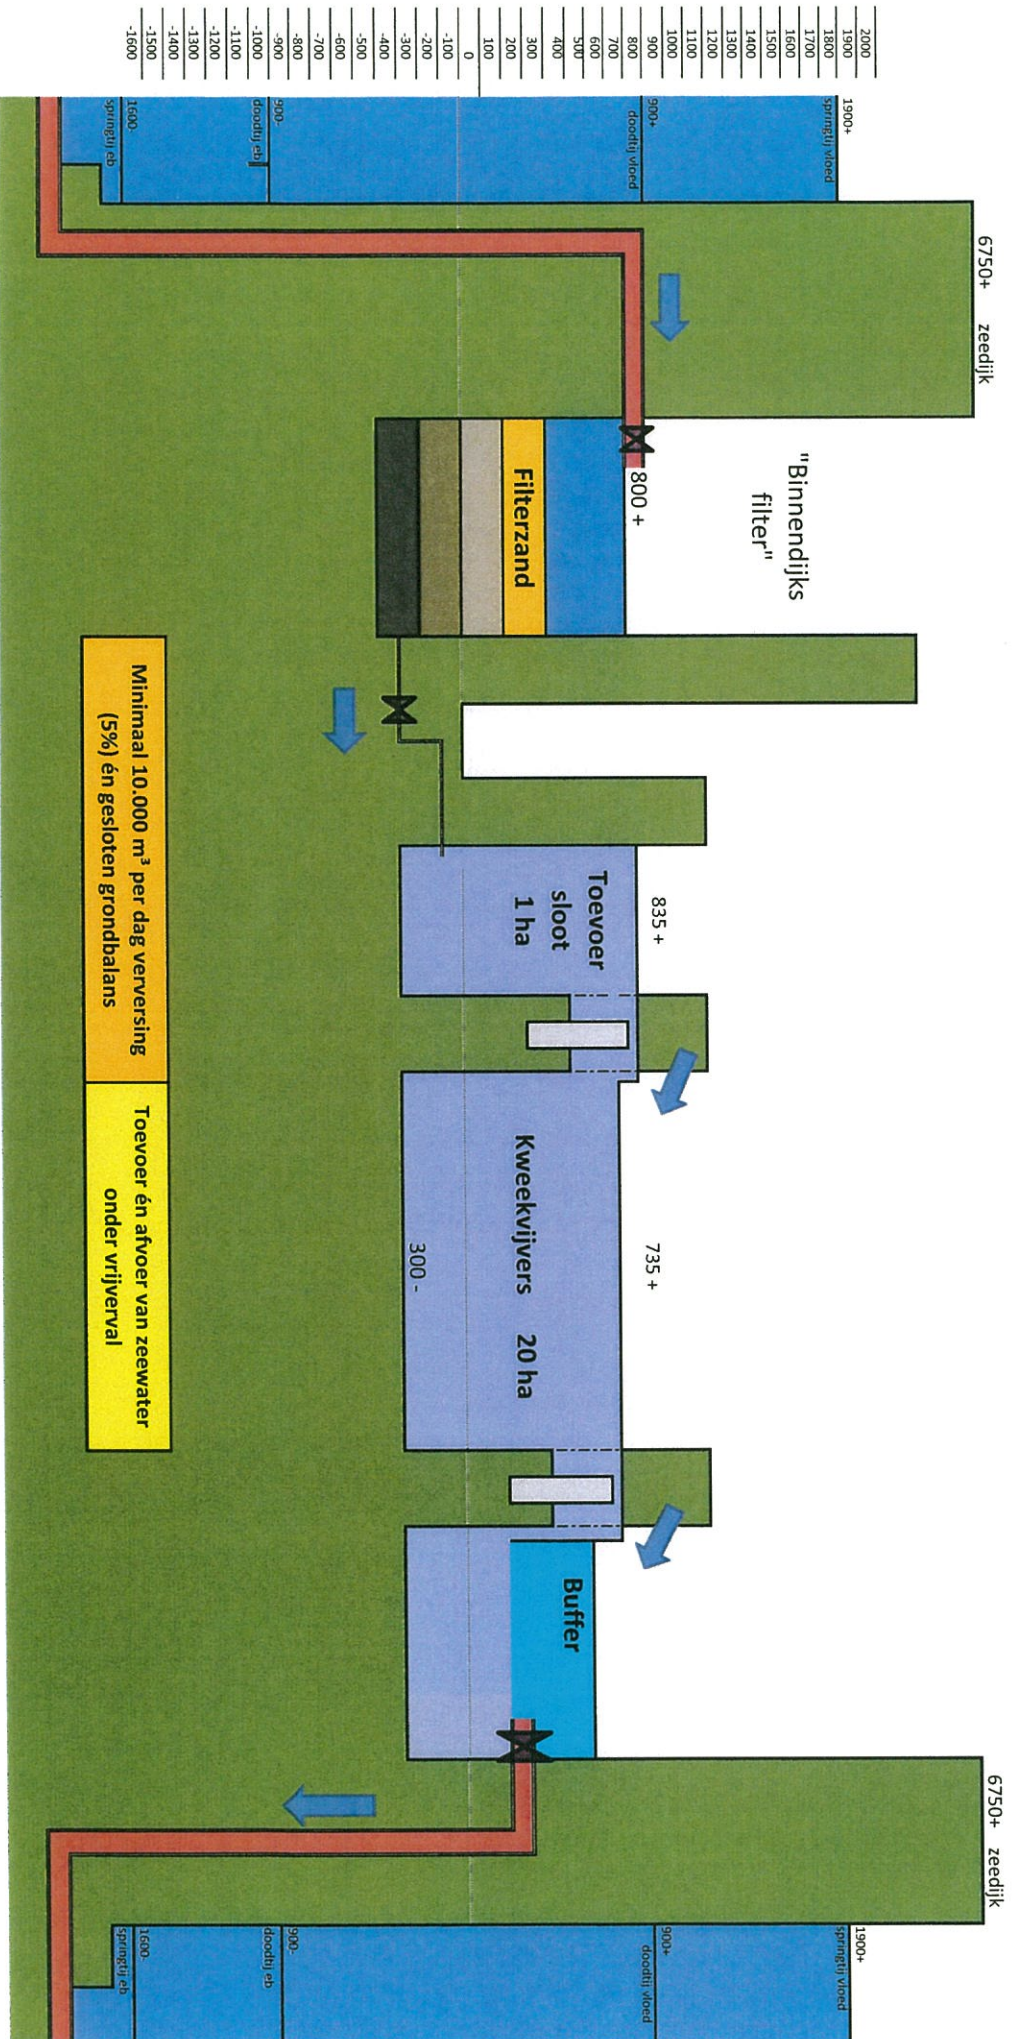 2000
1900
1800
1700
1600
1500
1400
1300
1200
1100
1000
900
800
700
600
500
400
300
200
100
0
-100
-200
-300
-400
-500
-600
-700
-800
-900
-1000
-1100
-1200
-1300
-1400
-1500
-1600
1900+
springtij vloed
900+
doodtij vloed
900-
doodtij eb
1600-
springtij eb
6750+ zeedijk
"Binnendijks
filter"
800 +
Filterzand
835 +
Toevoer
sloot
1 ha
735 +
Kweekvijvers 20 ha
300 -
Buffer
6750+ zeedijk
1900+
springtij vloed
900+
doodtij vloed
900-
doodtij eb
1600-
springtij eb
Minimaal 10.000 m³ per dag verversing
(5%) én gesloten grondbalans
Toevoer én afvoer van zeewater
onder vrijverval